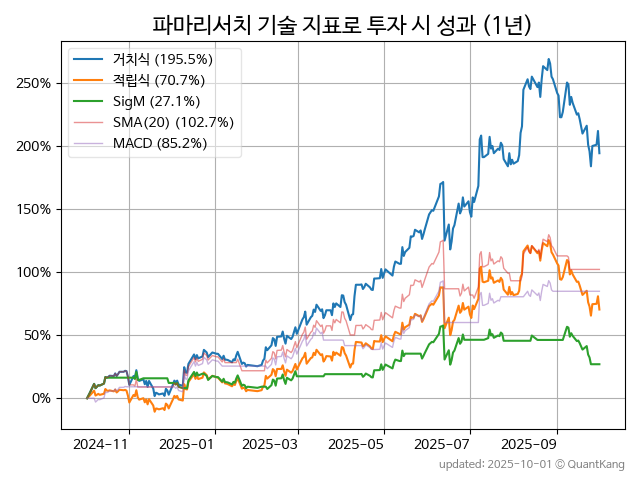 파마리서치 기술 지표로 투자 시 성과 (1년)
거치식 (195.5%)
적립식 (70.7%)
SigM (27.1%)
SMA(20) (102.7%)
MACD (85.2%)
250%
200%
150%
100%
50%
0%
2024-11 2025-01 2025-03 2025-05 2025-07 2025-09
updated: 2025-10-01 © QuantKang